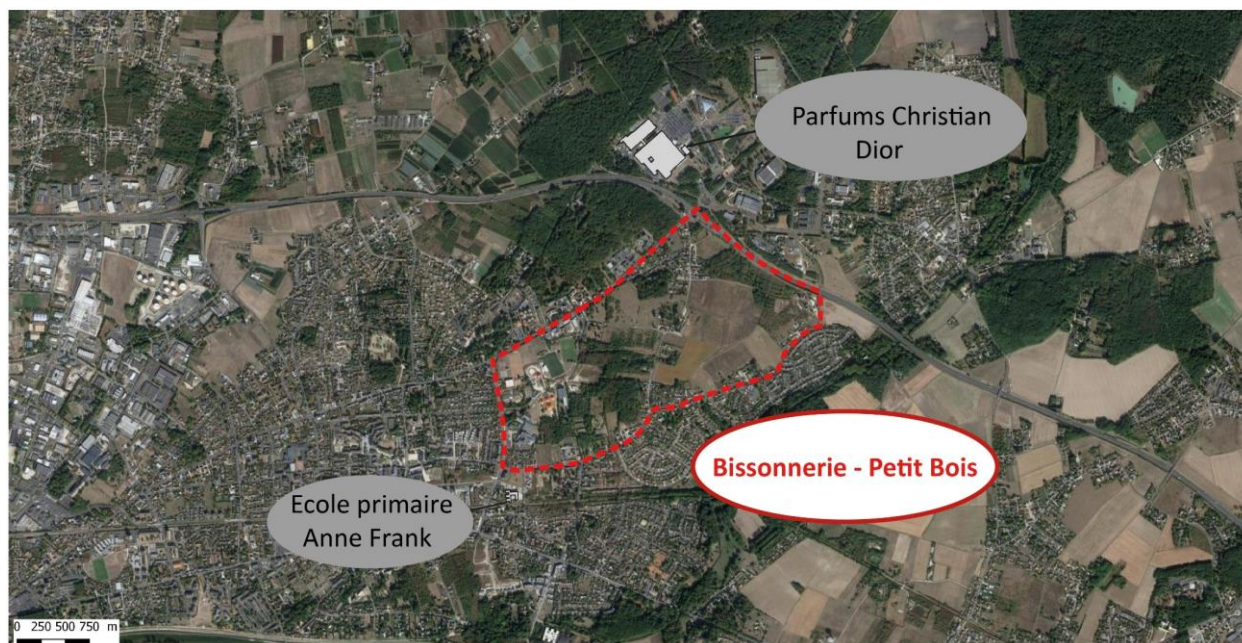 Parfums Christian
Dior
Bissonnerie - Petit Bois
Ecole primaire
Anne Frank
0 250 500 750 m